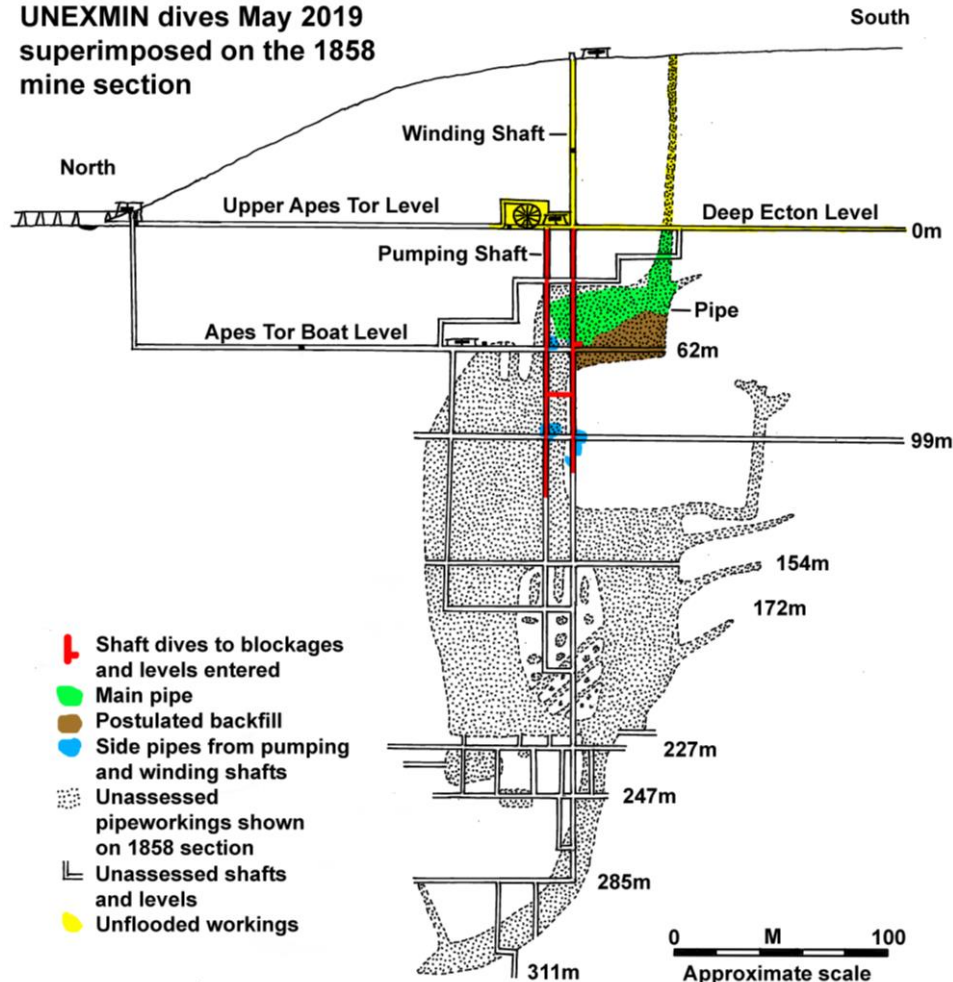 UNEXMIN dives May 2019
superimposed on the 1858
mine section
South
Winding Shaft
North
Upper Apes Tor Level
Deep Ecton Level
0m
Pumping Shaft
Pipe
Apes Tor Boat Level
62m
99m
154m
172m
Shaft dives to blockages
and levels entered
Main pipe
Postulated backfill
Side pipes from pumping
and winding shafts
Unassessed
pipeworkings shown
on 1858 section
Unassessed shafts
and levels
Unflooded workings
227m
247m
285m
311m
0 M 100
Approximate scale